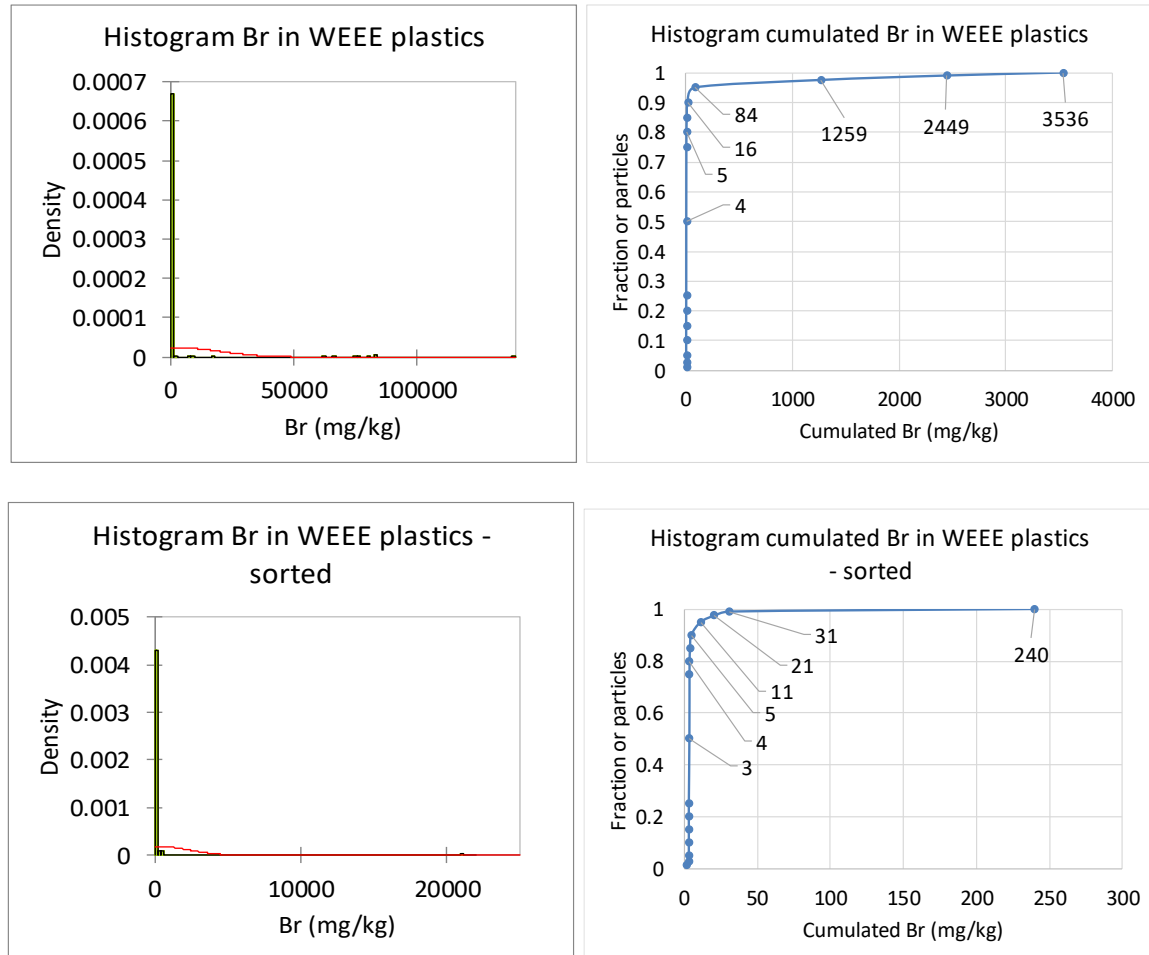 Histogram Br in WEEE plastics
0.0007
0.0006
0.0005
0.0004
0.0003
0.0002
0.0001
0
Density
0 50000 100000
Br (mg/kg)
Histogram cumulated Br in WEEE plastics
1
0.9
0.8
0.7
0.6
0.5
0.4
0.3
0.2
0.1
0
Fraction or particles
84
16
5
4
1259
2449
3536
0 1000 2000 3000 4000
Cumulated Br (mg/kg)
Histogram Br in WEEE plastics -
sorted
0.005
0.004
0.003
0.002
0.001
0
Density
0 10000 20000
Br (mg/kg)
Histogram cumulated Br in WEEE plastics
- sorted
1
0.8
0.6
0.4
0.2
0
Fraction or particles
31
21
11
5
4
3
240
0 50 100 150 200 250 300
Cumulated Br (mg/kg)